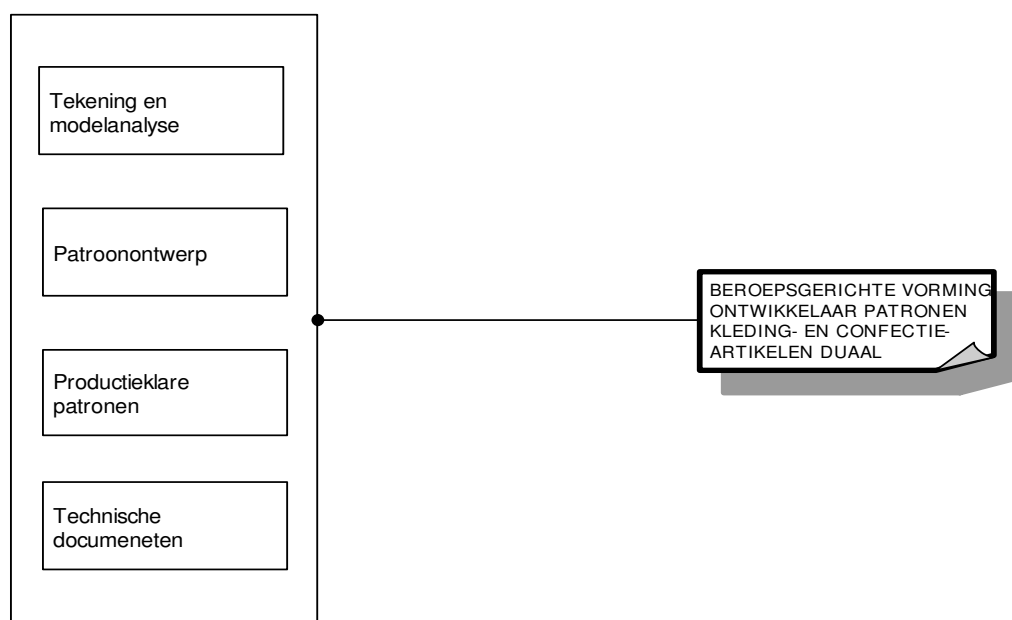 Tekening en
modelanalyse
Patroonontwerp
Productieklare
patronen
Technische
documeneten
BEROEPSGERICHTE VORMING
ONTWIKKELAAR PATRONEN
KLEDING- EN CONFECTIE-
ARTIKELEN DUAAL